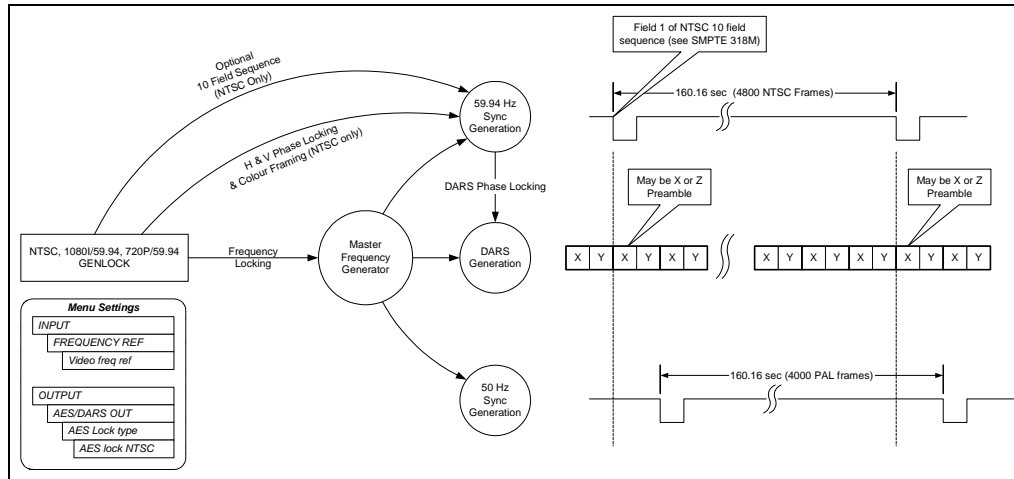 Optional
10 Field Sequence
(NTSC Only)
H & V Phase Locking
& Colour Framing (NTSC only)
59.94 Hz
Sync
Generation
DARS Phase Locking
NTSC, 1080I/59.94, 720P/59.94
GENLOCK
Frequency
Locking
Master
Frequency
Generator
DARS
Generation
50 Hz
Sync
Generation
Menu Settings
INPUT
FREQUENCY REF
Video freq ref
OUTPUT
AES/DARS OUT
AES Lock type
AES lock NTSC
Field 1 of NTSC 10 field
sequence (see SMPTE 318M)
160.16 sec (4800 NTSC Frames)
May be X or Z
Preamble
May be X or Z
Preamble
X Y X Y X Y
X Y X Y X Y X Y X Y
160.16 sec (4000 PAL frames)